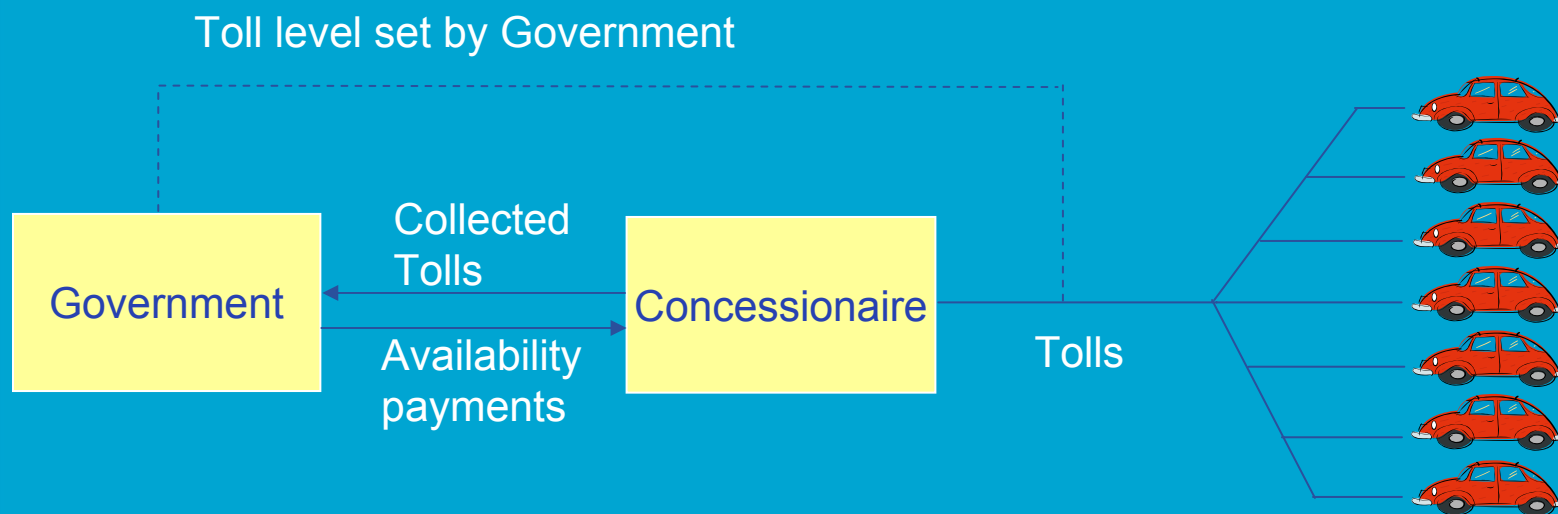 Toll level set by Government
Collected
Tolls
Government
Concessionaire
Availability
payments
Tolls